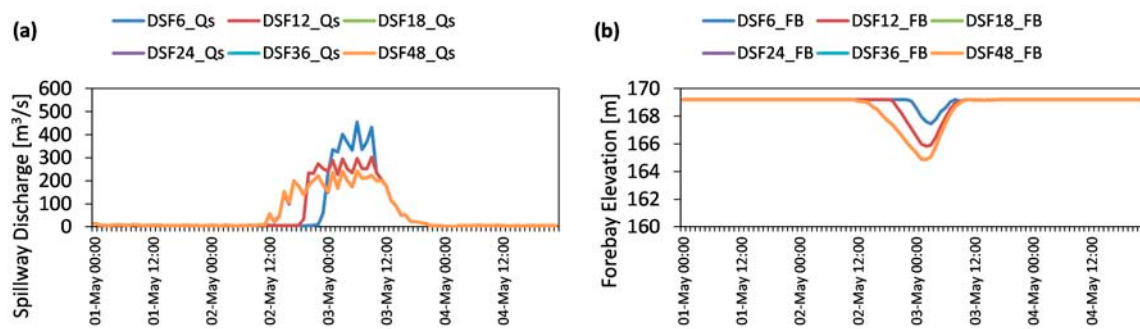 (a)
DSF6_Qs DSF12_Qs DSF18_Qs
DSF24_Qs DSF36_Qs DSF48_Qs
Spillway Discharge [m³/s]
600
500
400
300
200
100
0
01-May 00:00
01-May 12:00
02-May 00:00
02-May 12:00
03-May 00:00
03-May 12:00
04-May 00:00
04-May 12:00
(b)
DSF6_FB DSF12_FB DSF18_FB
DSF24_FB DSF36_FB DSF48_FB
Forebay Elevation [m]
170
168
166
164
162
160
01-May 00:00
01-May 12:00
02-May 00:00
02-May 12:00
03-May 00:00
03-May 12:00
04-May 00:00
04-May 12:00